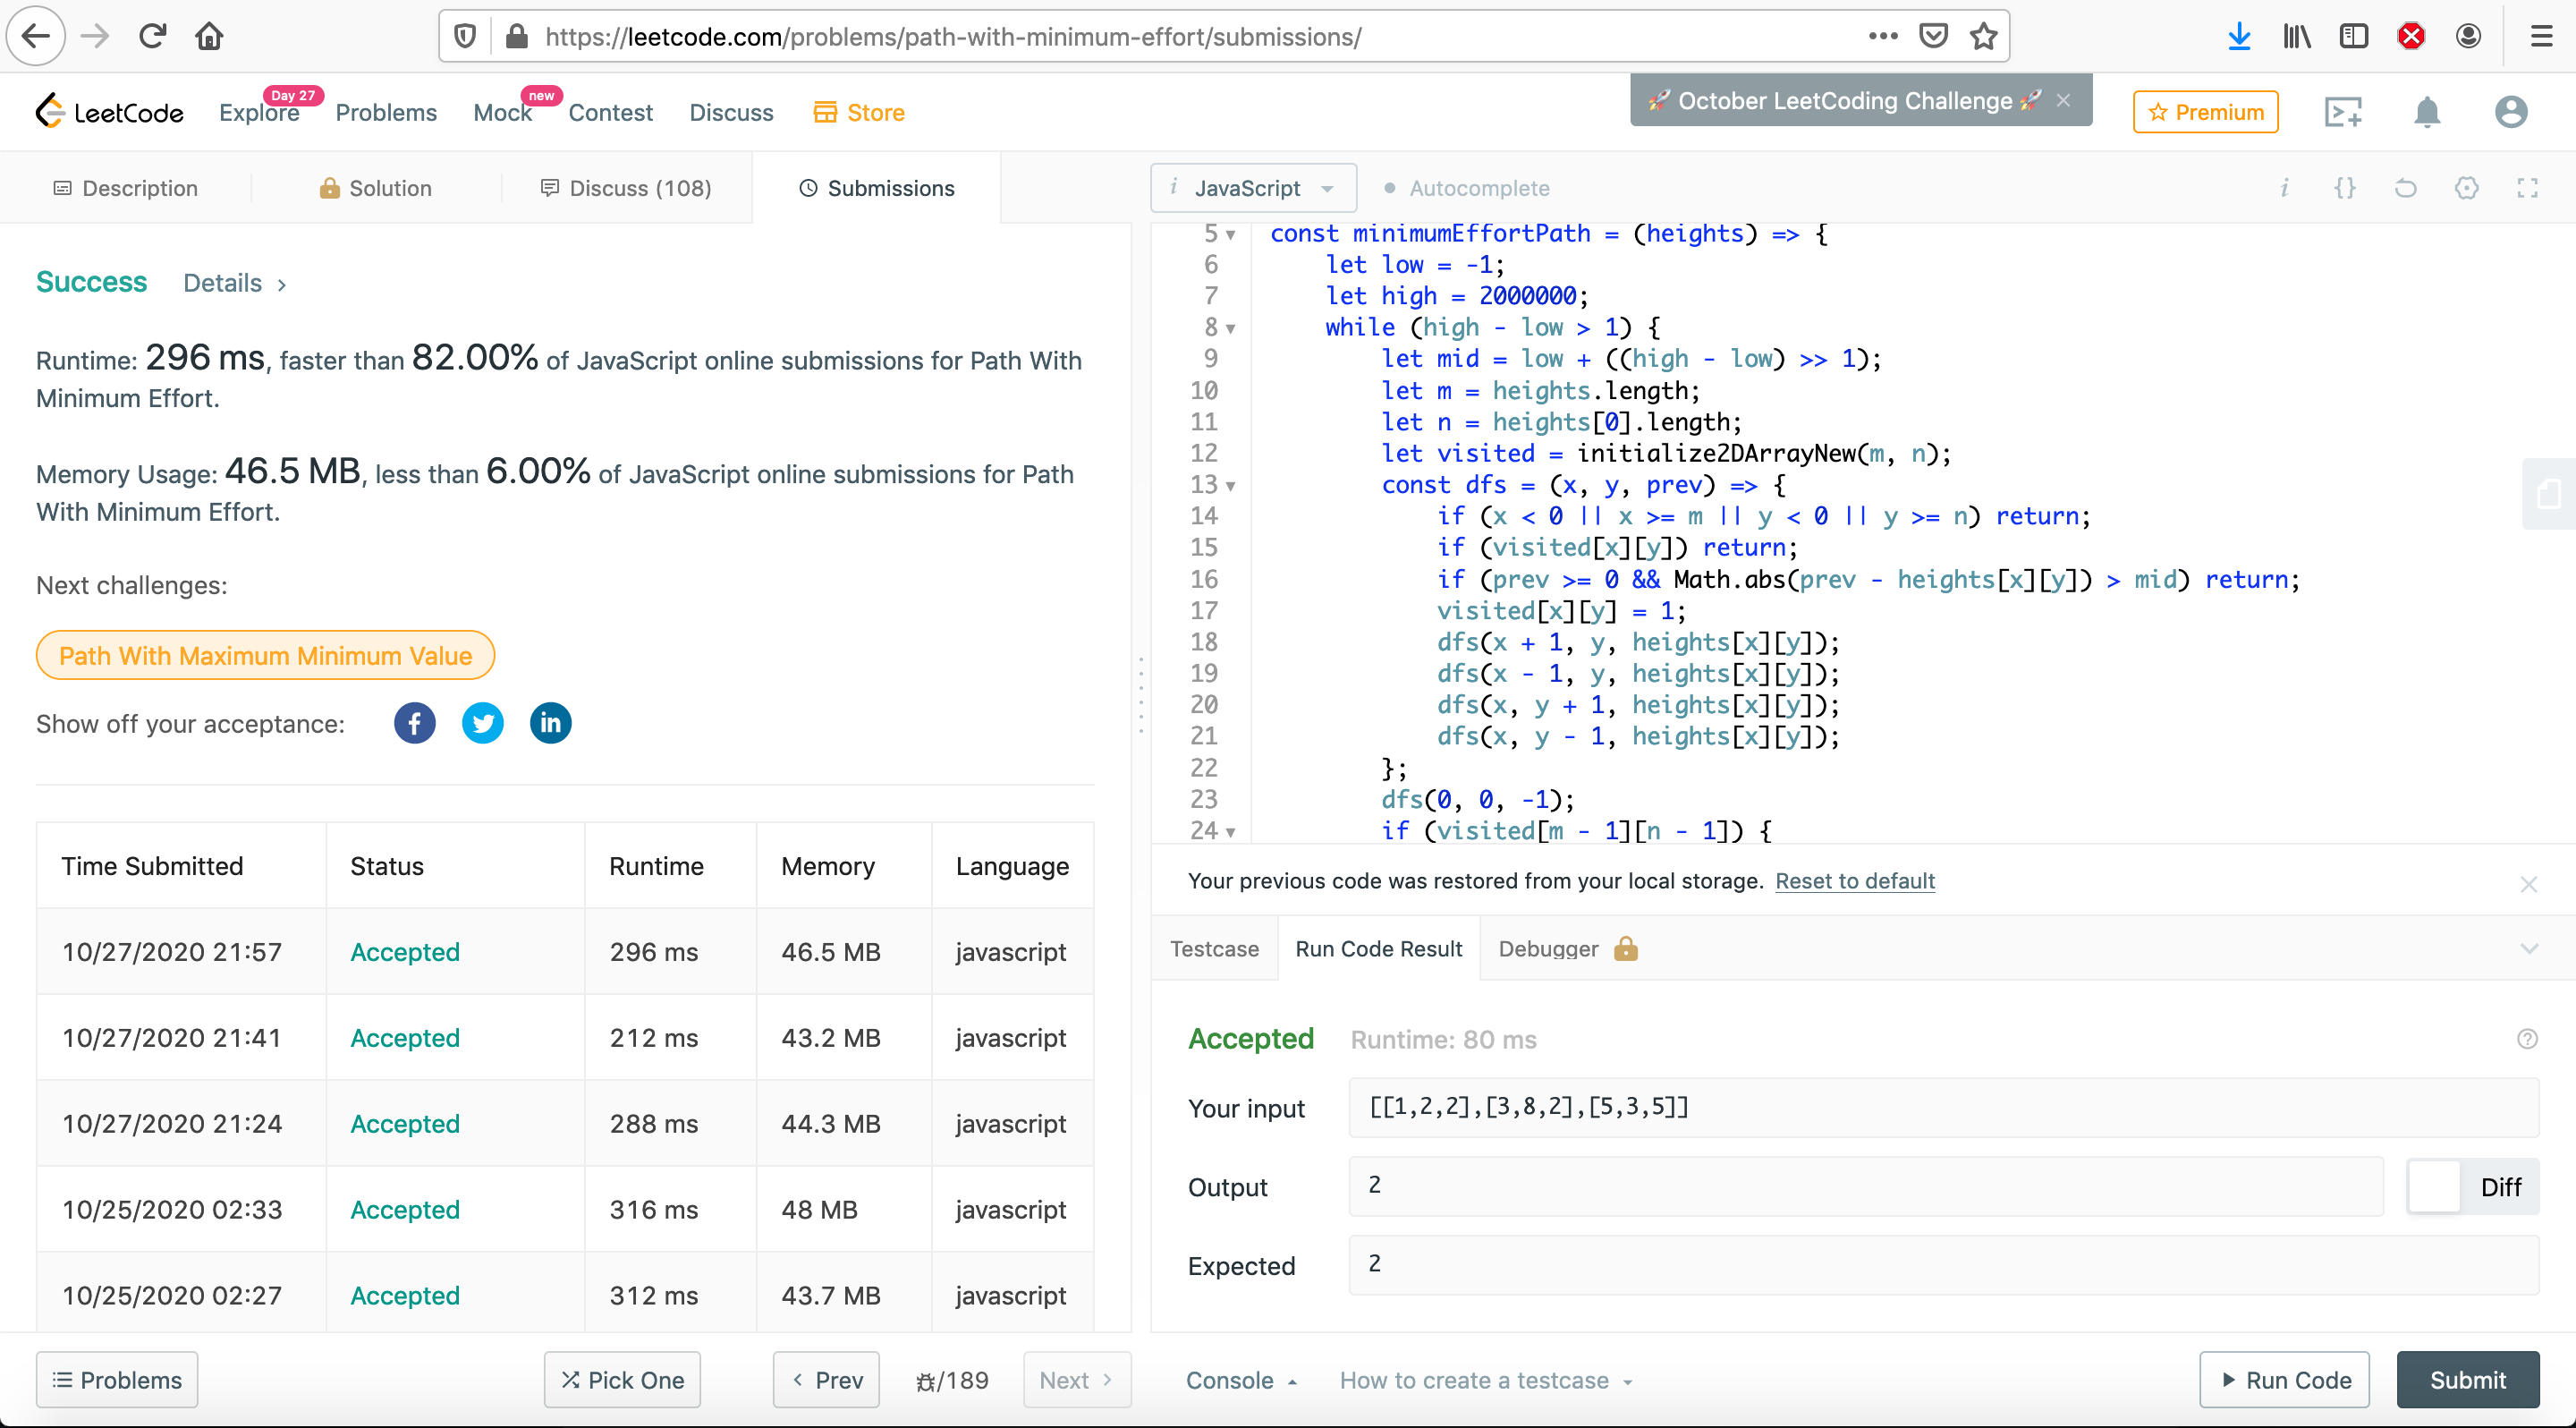 https://leetcode.com/problems/path-with-minimum-effort/submissions/
LeetCode
Explore
Day 27
Problems
Mock
new
Contest
Discuss
Store
🚀 October LeetCoding Challenge 🚀
Premium
Description
Solution
Discuss (108)
Submissions
Success
Details
Runtime: 296 ms, faster than 82.00% of JavaScript online submissions for Path With
Minimum Effort.
Memory Usage: 46.5 MB, less than 6.00% of JavaScript online submissions for Path
With Minimum Effort.
Next challenges:
Path With Maximum Minimum Value
Show off your acceptance:
Time Submitted Status Runtime Memory Language
10/27/2020 21:57 Accepted 296 ms 46.5 MB javascript
10/27/2020 21:41 Accepted 212 ms 43.2 MB javascript
10/27/2020 21:24 Accepted 288 ms 44.3 MB javascript
10/25/2020 02:33 Accepted 316 ms 48 MB javascript
10/25/2020 02:27 Accepted 312 ms 43.7 MB javascript
Problems
Pick One
Prev
/189
Next
i JavaScript
Autocomplete
5 const minimumEffortPath = (heights) => {
6 let low = -1;
7 let high = 2000000;
8 while (high - low > 1) {
9 let mid = low + ((high - low) >> 1);
10 let m = heights.length;
11 let n = heights[0].length;
12 let visited = initialize2DArrayNew(m, n);
13 const dfs = (x, y, prev) => {
14 if (x < 0 || x >= m || y < 0 || y >= n) return;
15 if (visited[x][y]) return;
16 if (prev >= 0 && Math.abs(prev - heights[x][y]) > mid) return;
17 visited[x][y] = 1;
18 dfs(x + 1, y, heights[x][y]);
19 dfs(x - 1, y, heights[x][y]);
20 dfs(x, y + 1, heights[x][y]);
21 dfs(x, y - 1, heights[x][y]);
22 };
23 dfs(0, 0, -1);
24 if (visited[m - 1][n - 1]) {
Your previous code was restored from your local storage. Reset to default
Testcase
Run Code Result
Debugger
Accepted Runtime: 80 ms
Your input [[1,2,2],[3,8,2],[5,3,5]]
Output 2
Diff
Expected 2
Console
How to create a testcase
Run Code
Submit